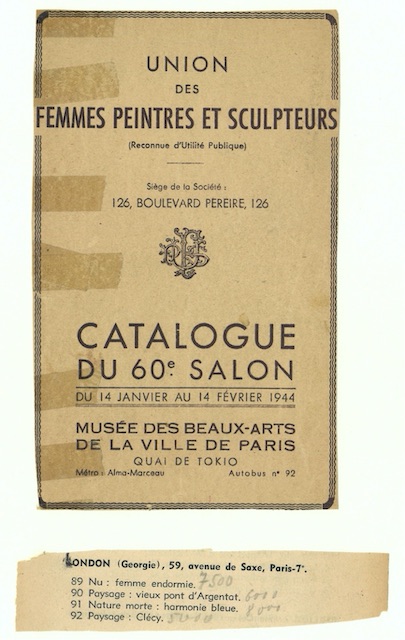 UNION
DES
FEMMES PEINTRES ET SCULPTEURS
(Reconnue d'Utilité Publique)
Siège de la Société :
126, BOULEVARD PEREIRE, 126
CATALOGUE
DU 60e SALON
DU 14 JANVIER AU 14 FÉVRIER 1944
MUSÉE DES BEAUX-ARTS
DE LA VILLE DE PARIS
QUAI DE TOKIO
Métro : Alma-Marceau Autobus n° 92
LONDON (Georgie), 59, avenue de Saxe, Paris-7e.
89 Nu : femme endormie. 7500
90 Paysage : vieux pont d'Argentat. 6000
91 Nature morte : harmonie bleue. 8000
92 Paysage : Clécy.